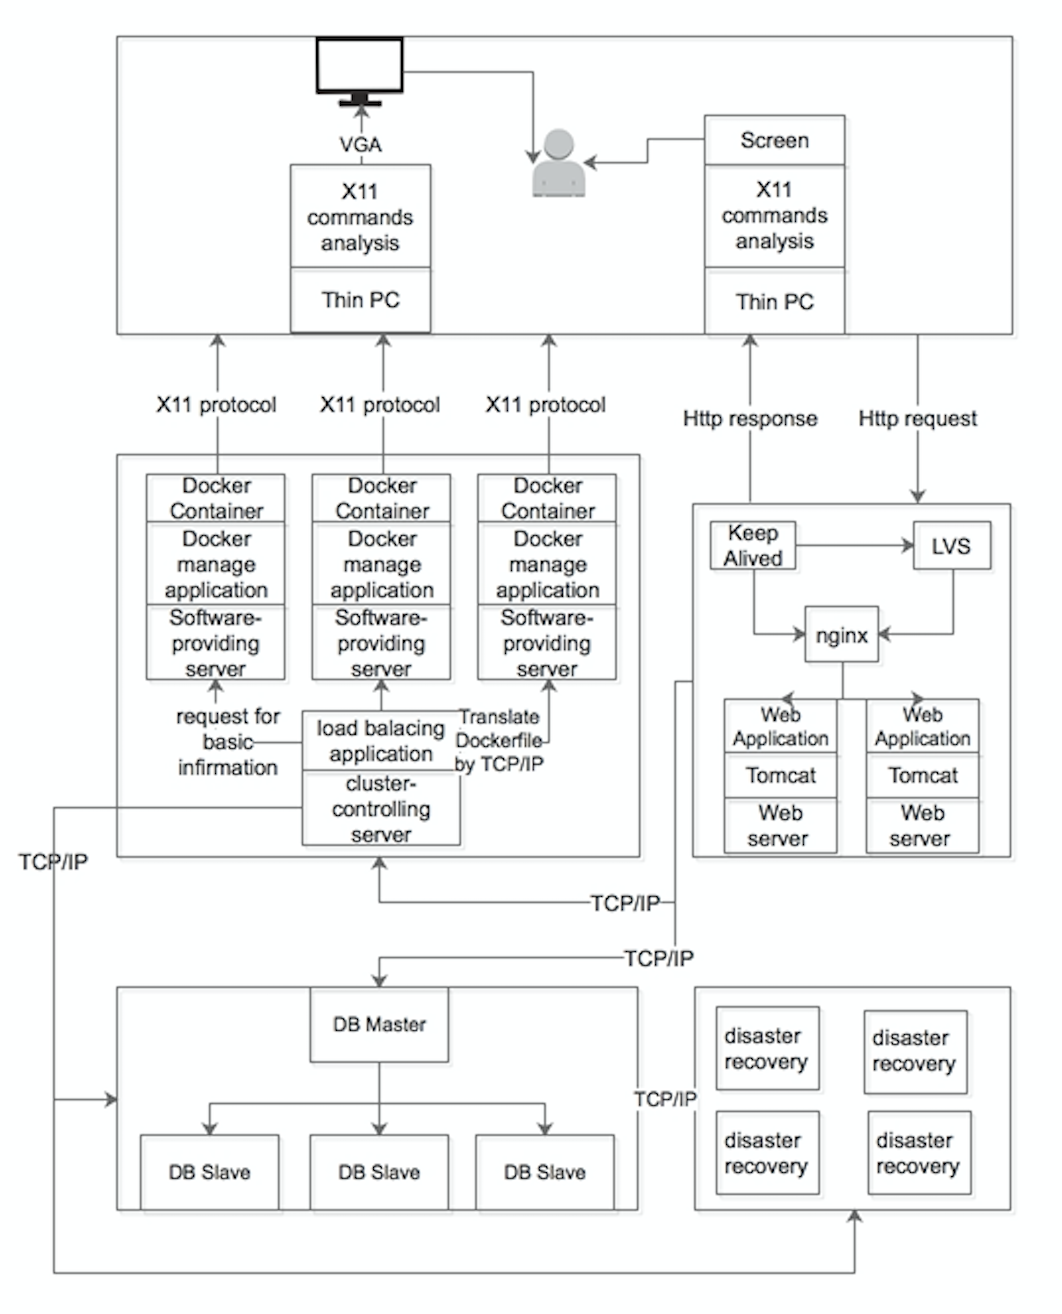 VGA
X11
commands
analysis
Thin PC
Screen
X11
commands
analysis
Thin PC
X11 protocol
X11 protocol
X11 protocol
Http response
Http request
Docker
Container
Docker
manage
application
Software-
providing
server
Docker
Container
Docker
manage
application
Software-
providing
server
Docker
Container
Docker
manage
application
Software-
providing
server
request for
basic
infirmation
load balacing
application
cluster-
controlling
server
Translate
Dockerfile
by TCP/IP
Keep
Alived
LVS
nginx
Web
Application
Tomcat
Web
server
Web
Application
Tomcat
Web
server
TCP/IP
TCP/IP
TCP/IP
DB Master
DB Slave
DB Slave
DB Slave
TCP/IP
disaster
recovery
disaster
recovery
disaster
recovery
disaster
recovery